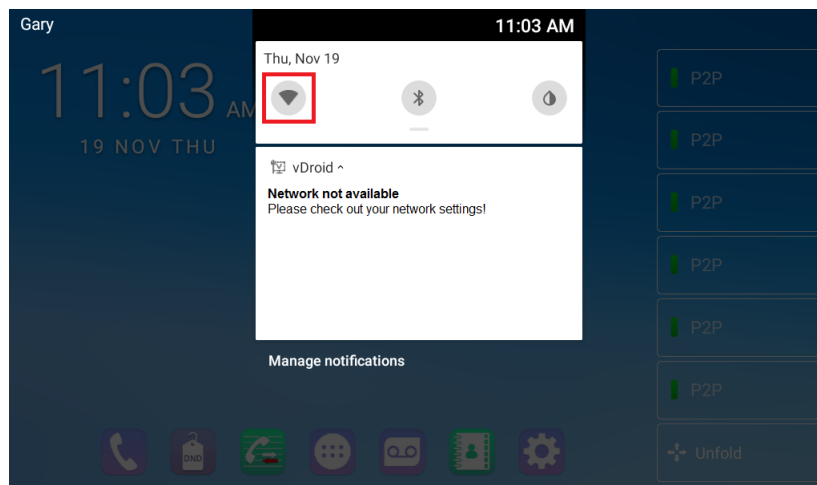 Gary
11:03 AM
11:03 AM
19 NOV THU
Thu, Nov 19
vDroid
Network not available
Please check out your network settings!
Manage notifications
P2P
P2P
P2P
P2P
P2P
P2P
Unfold
DND